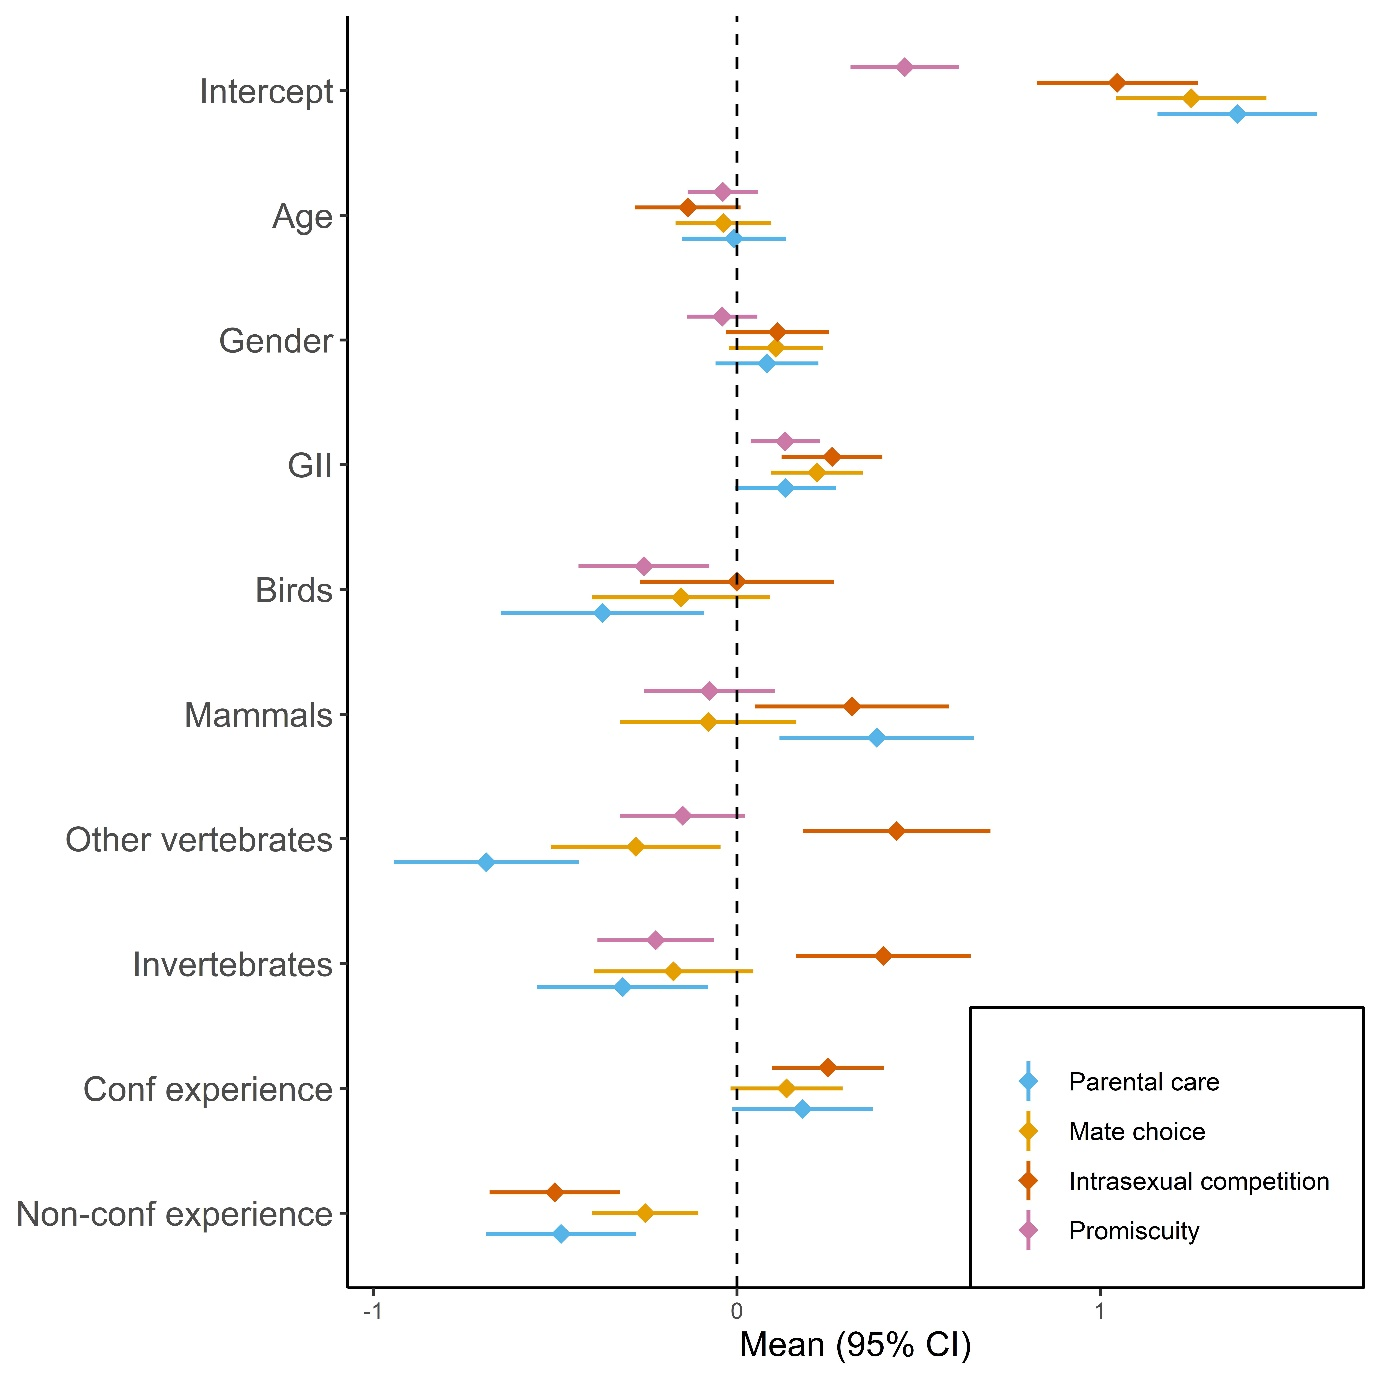 Intercept
Age
Gender
GII
Birds
Mammals
Other vertebrates
Invertebrates
Conf experience
Non-conf experience
Parental care
Mate choice
Intrasexual competition
Promiscuity
-1 0 1
Mean (95% CI)